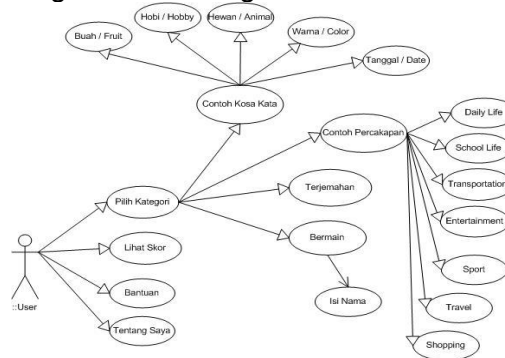 Hobi / Hobby
Hewan / Animal
Buah / Fruit
Warna / Color
Tanggal / Date
Contoh Kosa Kata
Contoh Percakapan
Daily Life
School Life
Transportation
Entertainment
Sport
Travel
Shopping
Terjemahan
Pilih Kategori
Bermain
Lihat Skor
Isi Nama
Bantuan
::User
Tentang Saya